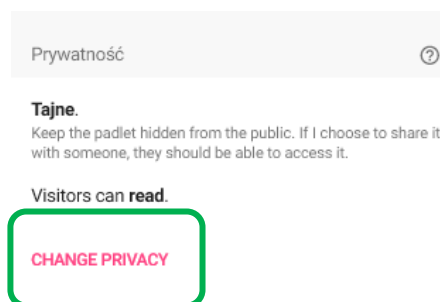 Prywatność
Tajne.
Keep the padlet hidden from the public. If I choose to share it
with someone, they should be able to access it.
Visitors can read.
CHANGE PRIVACY